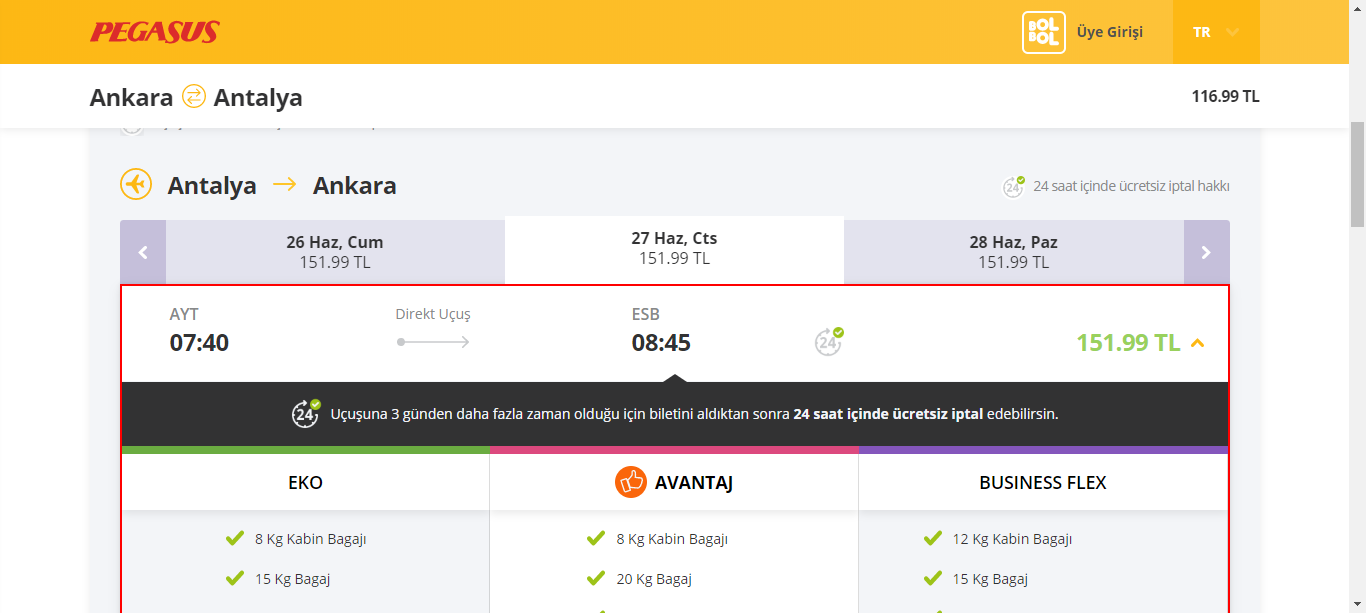 PEGASUS
BOL BOL
Üye Girişi
TR
Ankara Antalya
116.99 TL
Antalya Ankara
24
24 saat içinde ücretsiz iptal hakkı
26 Haz, Cum
151.99 TL
27 Haz, Cts
151.99 TL
28 Haz, Paz
151.99 TL
AYT
07:40
Direkt Uçuş
ESB
08:45
24
151.99 TL
24
Uçuşuna 3 günden daha fazla zaman olduğu için biletini aldıktan sonra 24 saat içinde ücretsiz iptal edebilirsin.
EKO
AVANTAJ
BUSINESS FLEX
8 Kg Kabin Bagajı
8 Kg Kabin Bagajı
12 Kg Kabin Bagajı
15 Kg Bagaj
20 Kg Bagaj
15 Kg Bagaj